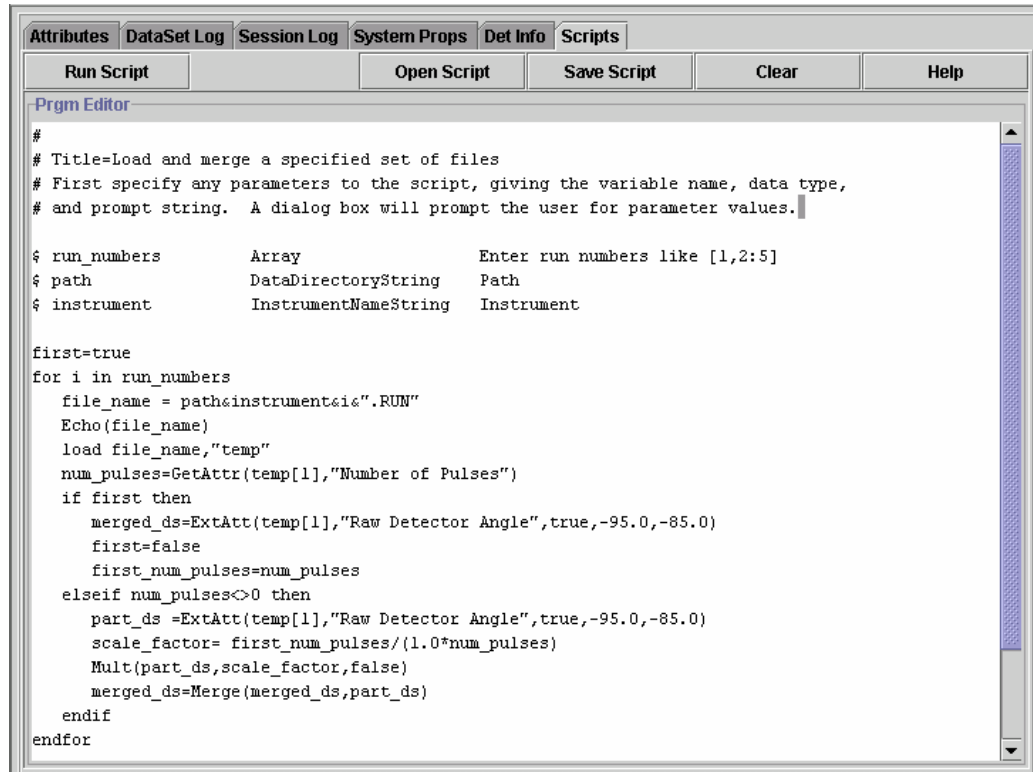 Attributes DataSet Log Session Log System Props Det Info Scripts
Run Script Open Script Save Script Clear Help
Prgm Editor
#
# Title=Load and merge a specified set of files
# First specify any parameters to the script, giving the variable name, data type,
# and prompt string.  A dialog box will prompt the user for parameter values.
$ run_numbers Array Enter run numbers like [1,2:5]
$ path DataDirectoryString Path
$ instrument InstrumentNameString Instrument
first=true
for i in run_numbers
file_name = path&instrument&i&".RUN"
Echo(file_name)
load file_name,"temp"
num_pulses=GetAttr(temp[1],"Number of Pulses")
if first then
merged_ds=ExtAtt(temp[1],"Raw Detector Angle",true,-95.0,-85.0)
first=false
first_num_pulses=num_pulses
elseif num_pulses<>0 then
part_ds =ExtAtt(temp[1],"Raw Detector Angle",true,-95.0,-85.0)
scale_factor= first_num_pulses/(1.0*num_pulses)
Mult(part_ds,scale_factor,false)
merged_ds=Merge(merged_ds,part_ds)
endif
endfor